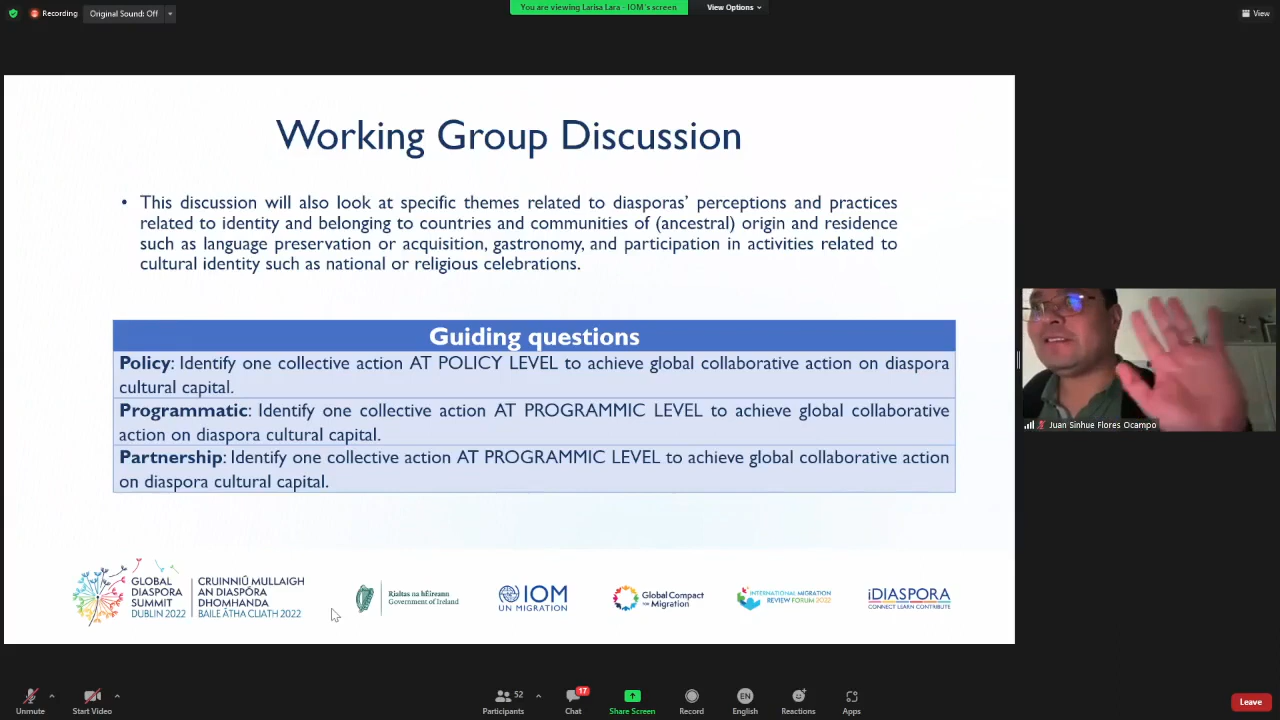 Recording
Original Sound: Off
You are viewing Larisa Lara - IOM's screen
View Options
View
Working Group Discussion
• This discussion will also look at specific themes related to diasporas' perceptions and practices
related to identity and belonging to countries and communities of (ancestral) origin and residence
such as language preservation or acquisition, gastronomy, and participation in activities related to
cultural identity such as national or religious celebrations.
Guiding questions
Policy: Identify one collective action AT POLICY LEVEL to achieve global collaborative action on diaspora
cultural capital.
Programmatic: Identify one collective action AT PROGRAMMIC LEVEL to achieve global collaborative
action on diaspora cultural capital.
Partnership: Identify one collective action AT PROGRAMMIC LEVEL to achieve global collaborative action
on diaspora cultural capital.
Juan Sinhue Flores Ocampo
GLOBAL
DIASPORA
SUMMIT
DUBLIN 2022
CRUINNIÚ MULLAIGH
AN DIASPÓRA
DHOMHANDA
BAILE ÁTHA CLIATH 2022
Rialtas na hÉireann
Government of Ireland
IOM
UN MIGRATION
Global Compact
for Migration
INTERNATIONAL MIGRATION
REVIEW FORUM 2022
iDIASPORA
CONNECT LEARN CONTRIBUTE
Unmute
Start Video
52
Participants
17
Chat
Share Screen
Record
EN
English
Reactions
Apps
Leave